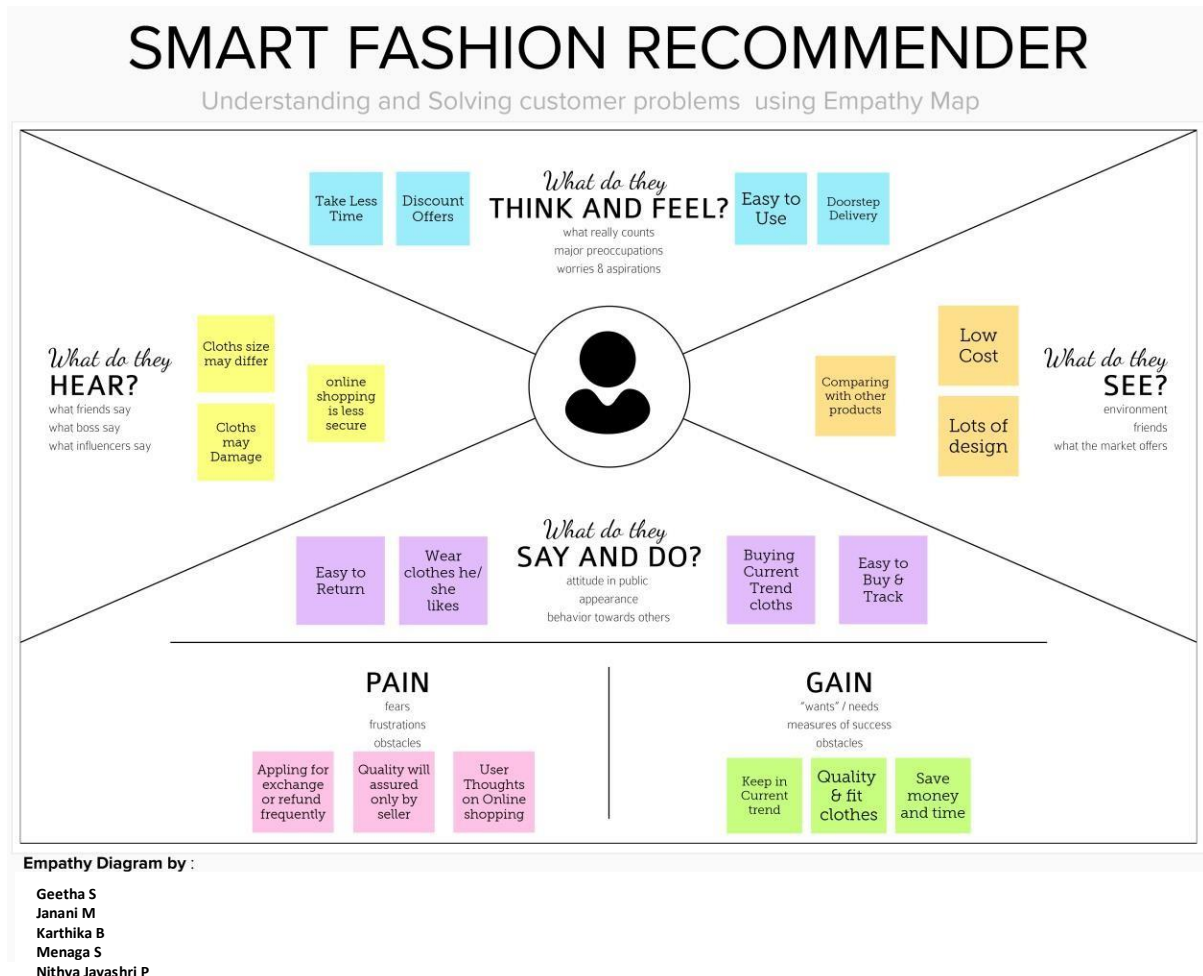 SMART FASHION RECOMMENDER
Understanding and Solving customer problems using Empathy Map
What do they
THINK AND FEEL?
what really counts
major preoccupations
worries & aspirations
Take Less
Time
Discount
Offers
Easy to
Use
Doorstep
Delivery
What do they
HEAR?
what friends say
what boss say
what influencers say
Cloths size
may differ
Cloths
may
Damage
online
shopping
is less
secure
Comparing
with other
products
Low
Cost
Lots of
design
What do they
SEE?
environment
friends
what the market offers
What do they
SAY AND DO?
attitude in public
appearance
behavior towards others
Easy to
Return
Wear
clothes he/
she
likes
Buying
Current
Trend
cloths
Easy to
Buy &
Track
PAIN
fears
frustrations
obstacles
Appling for
exchange
or refund
frequently
Quality will
assured
only by
seller
User
Thoughts
on Online
shopping
GAIN
"wants" / needs
measures of success
obstacles
Keep in
Current
trend
Quality
& fit
clothes
Save
money
and time
Empathy Diagram by :
Geetha S
Janani M
Karthika B
Menaga S
Nithya Jayashri P